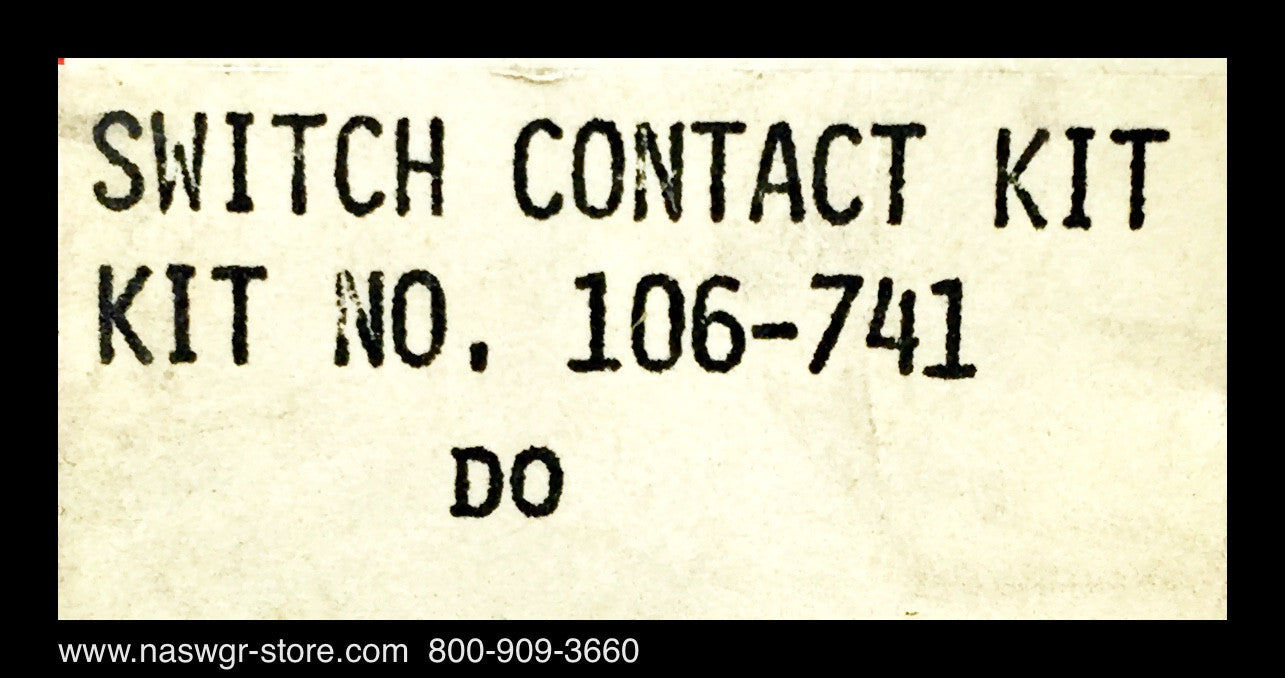 SWITCH CONTACT KIT
KIT NO. 106-741
DO
www.naswgr-store.com 800-909-3660